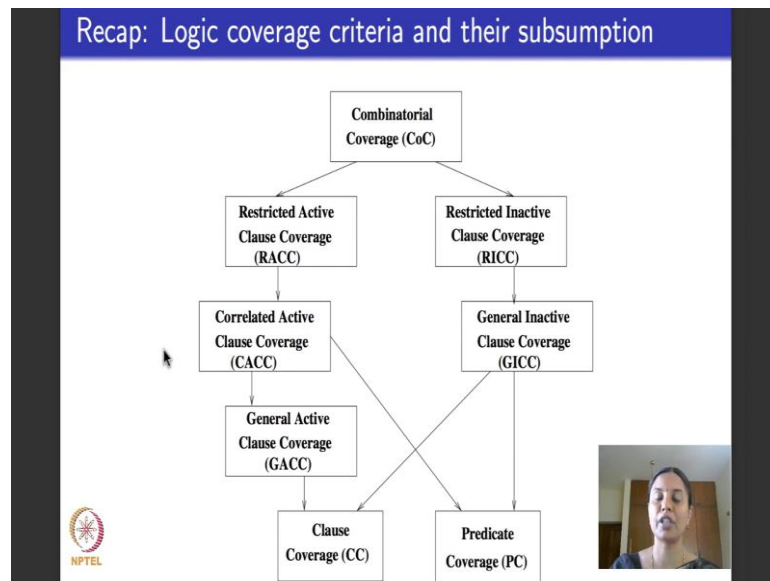 Recap: Logic coverage criteria and their subsumption
Combinatorial
Coverage (CoC)
Restricted Active
Clause Coverage
(RACC)
Restricted Inactive
Clause Coverage
(RICC)
Correlated Active
Clause Coverage
(CACC)
General Inactive
Clause Coverage
(GICC)
General Active
Clause Coverage
(GACC)
Clause
Coverage (CC)
Predicate
Coverage (PC)
NPTEL